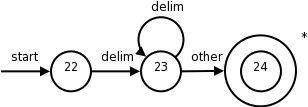 delim
start delim other *
22 23 24